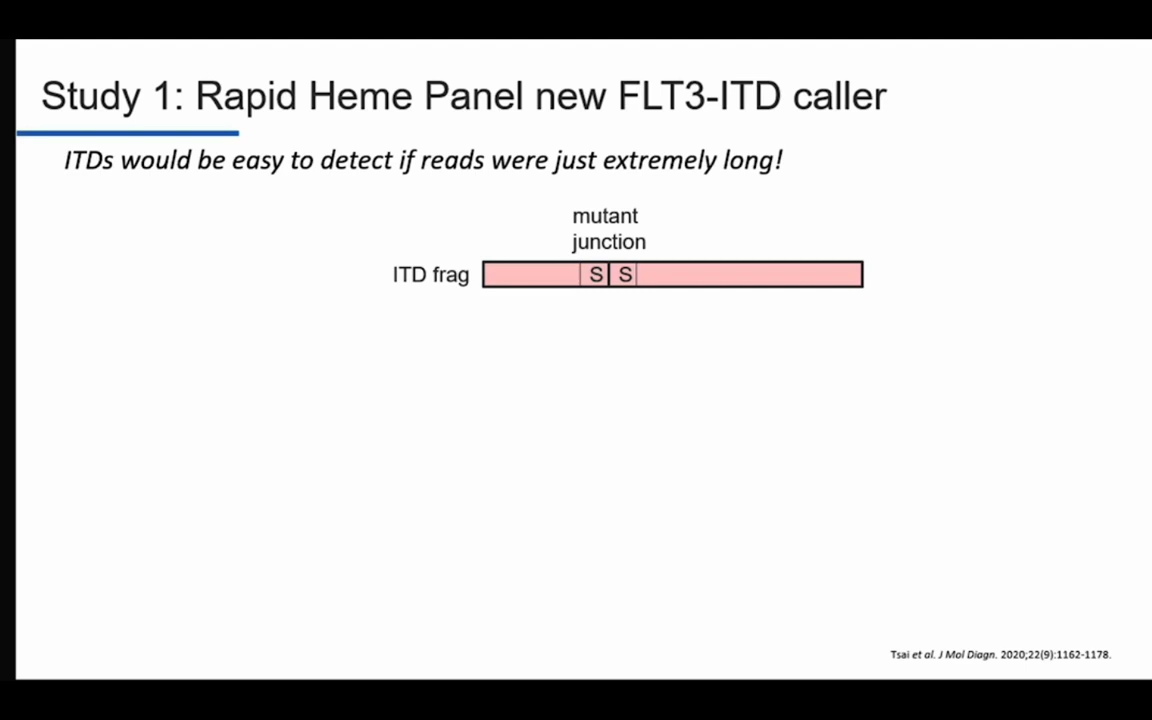 Study 1: Rapid Heme Panel new FLT3-ITD caller
ITDs would be easy to detect if reads were just extremely long!
mutant
junction
ITD frag S S
Tsai et al. J Mol Diagn. 2020;22(9):1162-1178.